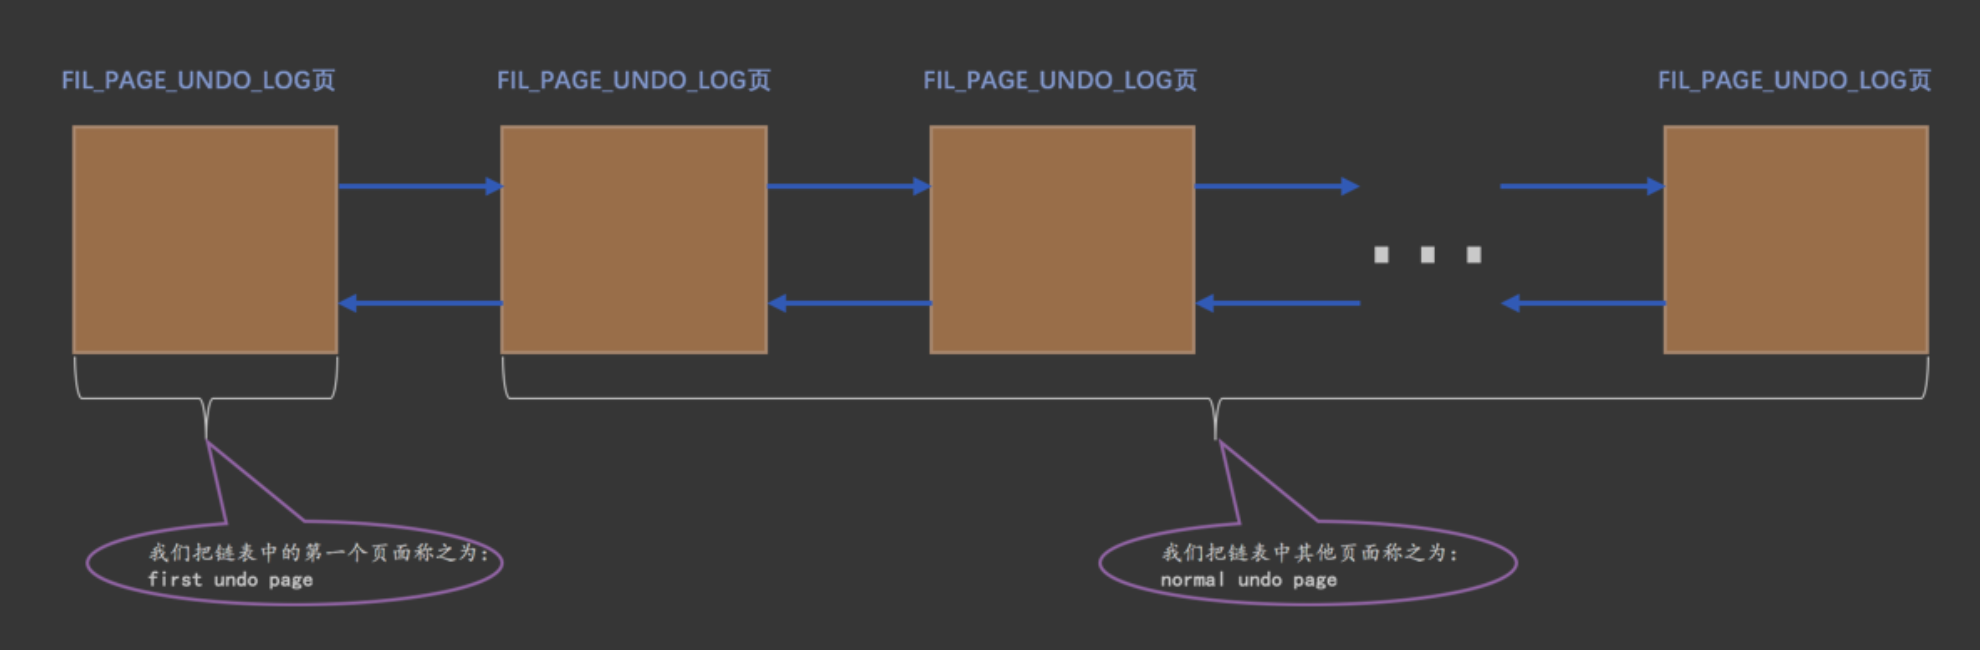 FIL_PAGE_UNDO_LOG页
FIL_PAGE_UNDO_LOG页
FIL_PAGE_UNDO_LOG页
FIL_PAGE_UNDO_LOG页
我们把链表中的第一个页面称之为：
first undo page
我们把链表中其他页面称之为：
normal undo page